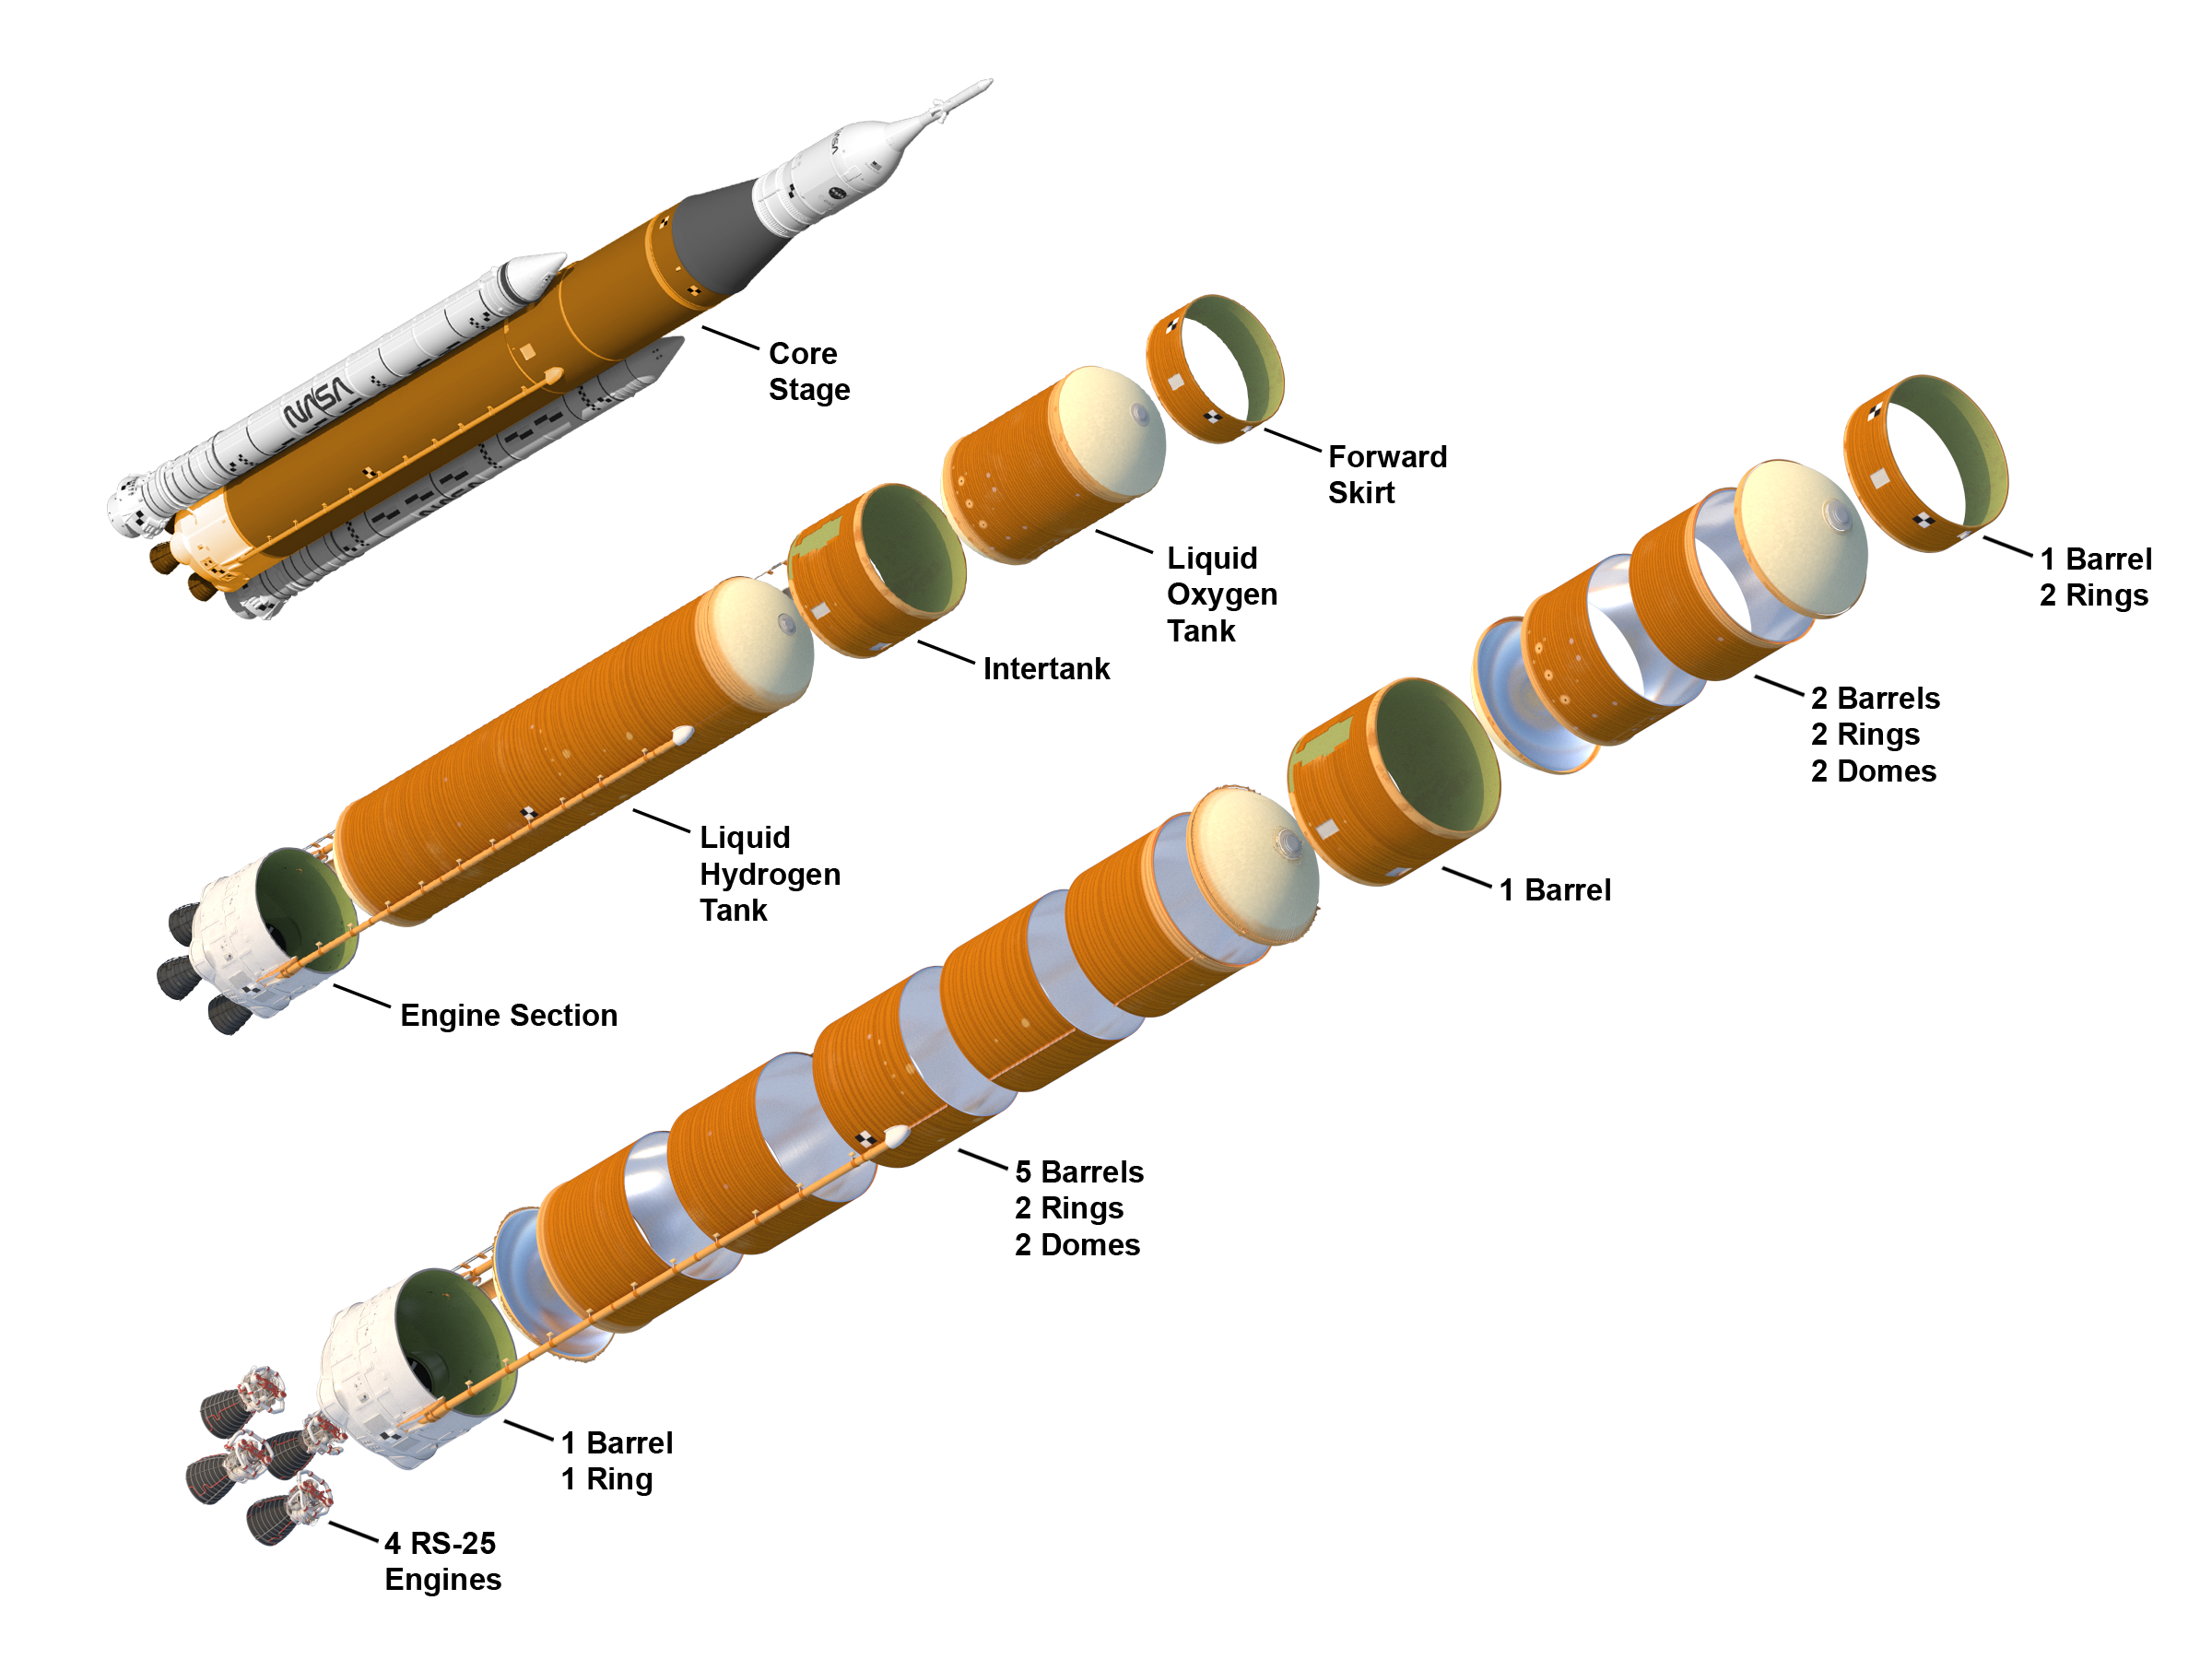 NASA
NASA
NASA
Core
Stage
Forward
Skirt
Liquid
Oxygen
Tank
Intertank
Liquid
Hydrogen
Tank
Engine Section
1 Barrel
2 Rings
2 Barrels
2 Rings
2 Domes
1 Barrel
5 Barrels
2 Rings
2 Domes
1 Barrel
1 Ring
4 RS-25
Engines